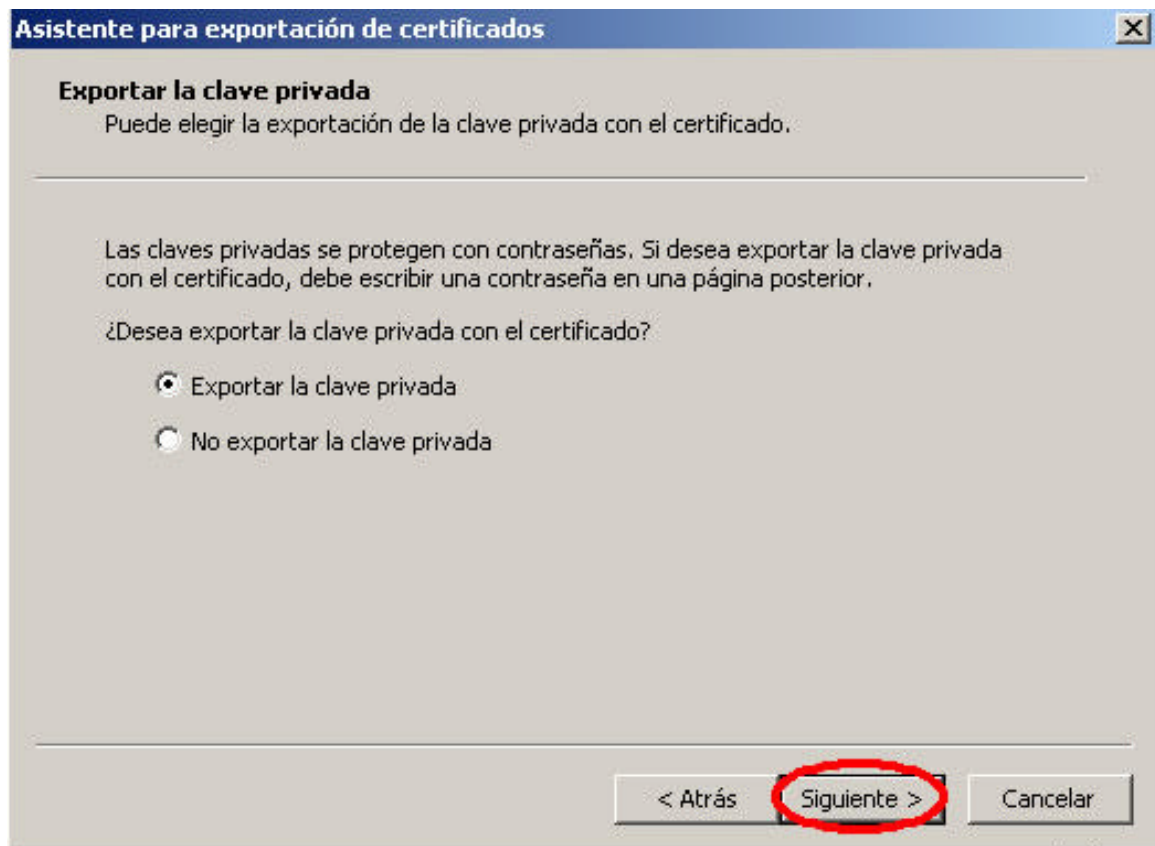 Asistente para exportación de certificados
Exportar la clave privada
Puede elegir la exportación de la clave privada con el certificado.
Las claves privadas se protegen con contraseñas. Si desea exportar la clave privada
con el certificado, debe escribir una contraseña en una página posterior.
¿Desea exportar la clave privada con el certificado?
Exportar la clave privada
No exportar la clave privada
< Atrás Siguiente > Cancelar